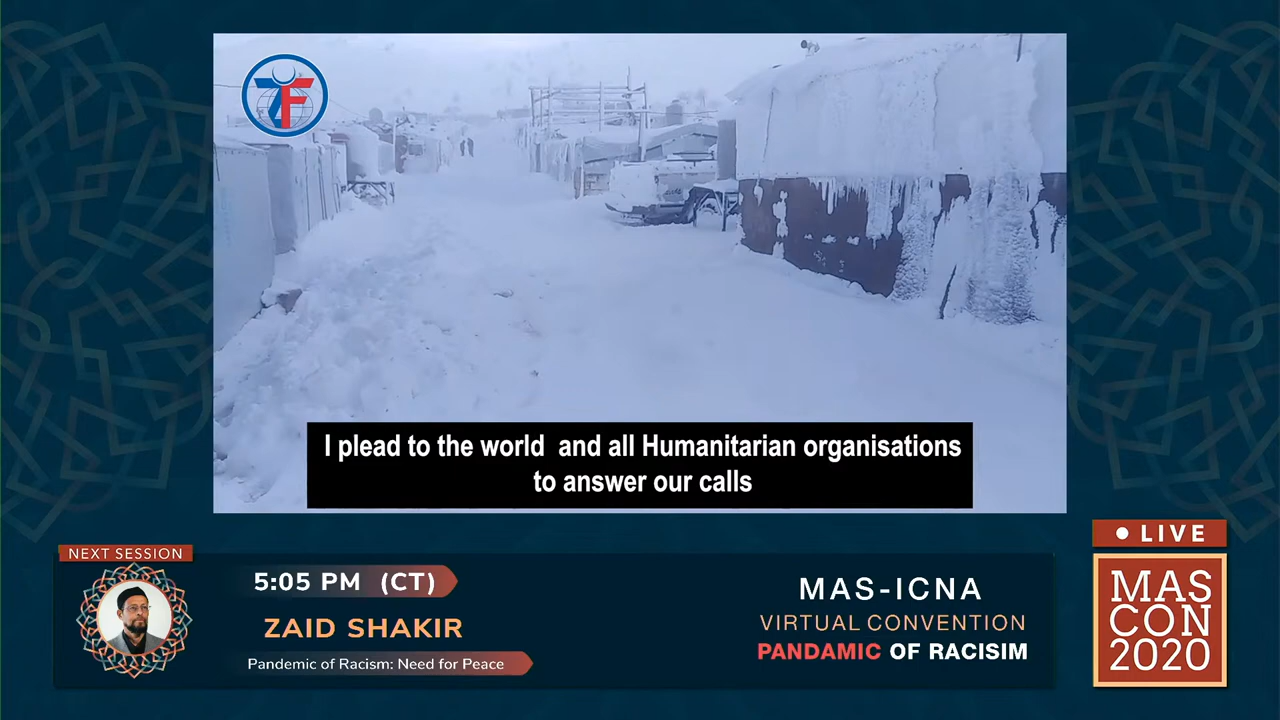 ZF
I plead to the world  and all Humanitarian organisations
to answer our calls
NEXT SESSION
5:05 PM  (CT)
ZAID SHAKIR
Pandemic of Racism: Need for Peace
MAS-ICNA
VIRTUAL CONVENTION
PANDAMIC OF RACISIM
LIVE
MAS
CON
2020